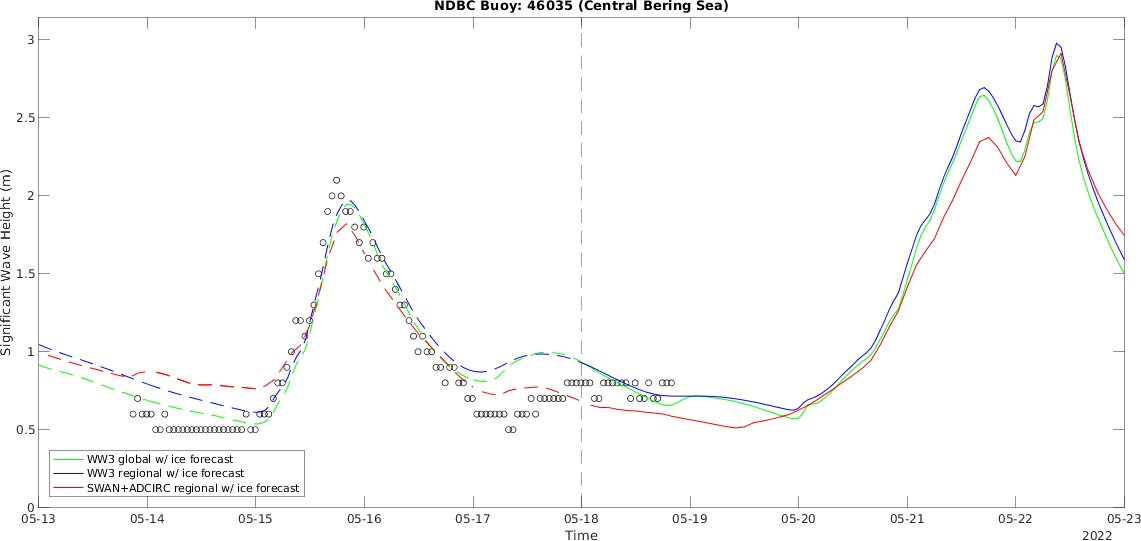 NDBC Buoy: 46035 (Central Bering Sea)
Significant Wave Height (m)
3
2.5
2
1.5
1
0.5
0
WW3 global w/ ice forecast
WW3 regional w/ ice forecast
SWAN+ADCIRC regional w/ ice forecast
05-13 05-14 05-15 05-16 05-17 05-18 05-19 05-20 05-21 05-22 05-23
Time
2022